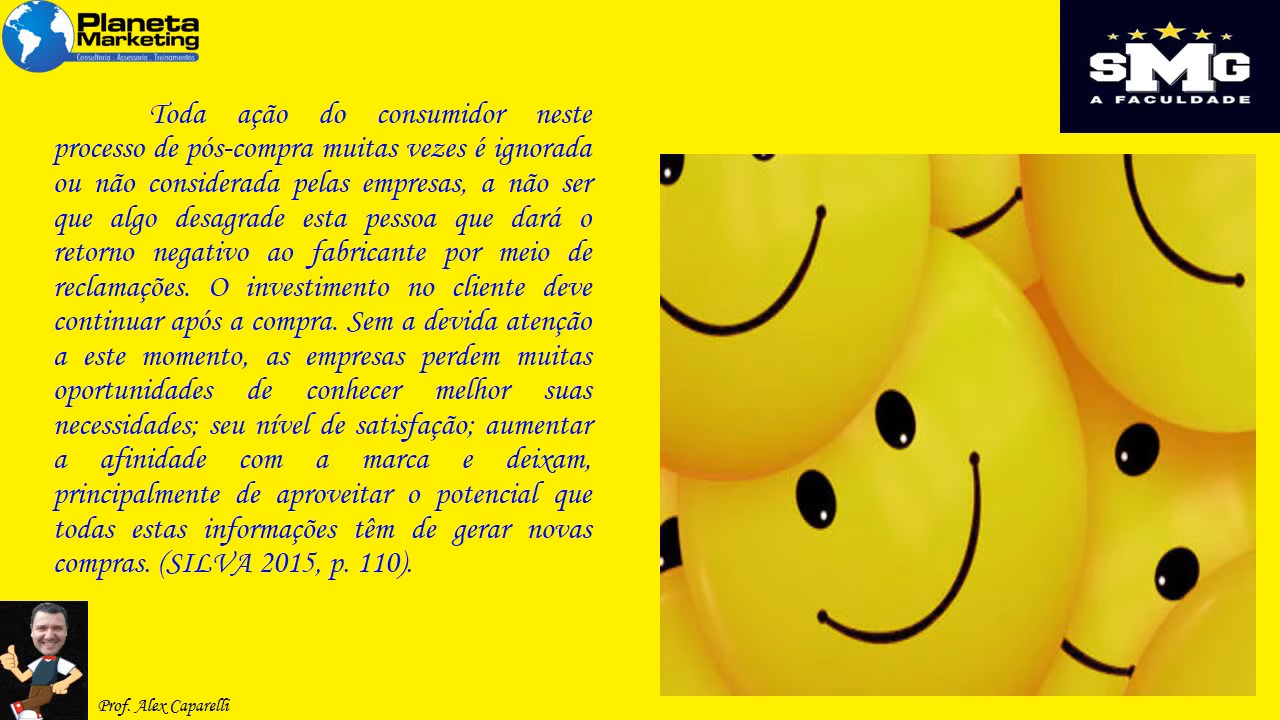 Planeta
Marketing
Consultoria . Assessoria . Treinamentos
SMG
A FACULDADE
Toda ação do consumidor neste
processo de pós-compra muitas vezes é ignorada
ou não considerada pelas empresas, a não ser
que algo desagrade esta pessoa que dará o
retorno negativo ao fabricante por meio de
reclamações. O investimento no cliente deve
continuar após a compra. Sem a devida atenção
a este momento, as empresas perdem muitas
oportunidades de conhecer melhor suas
necessidades; seu nível de satisfação; aumentar
a afinidade com a marca e deixam,
principalmente de aproveitar o potencial que
todas estas informações têm de gerar novas
compras. (SILVA 2015, p. 110).
Prof. Alex Caparelli